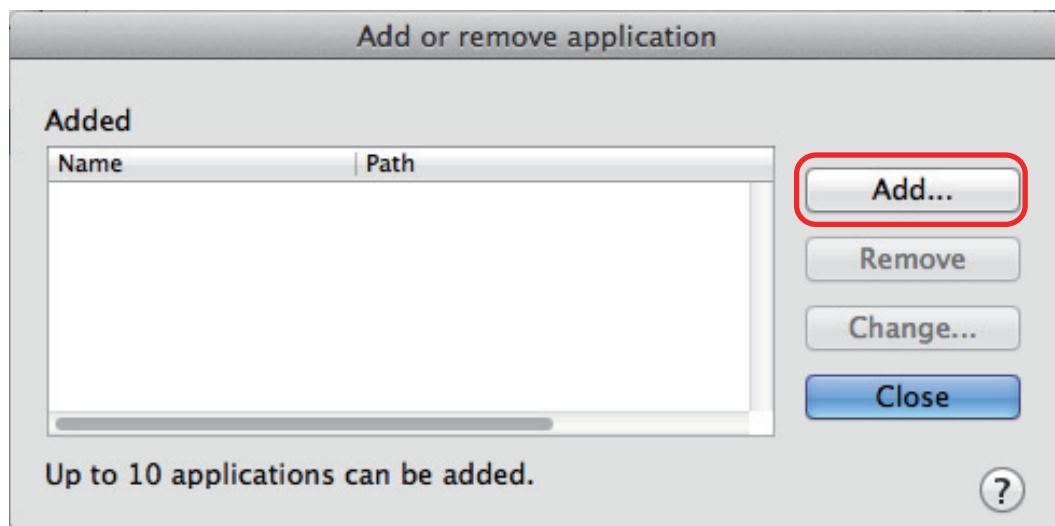 Add or remove application
Added
Name Path
Add...
Remove
Change...
Close
Up to 10 applications can be added.
?